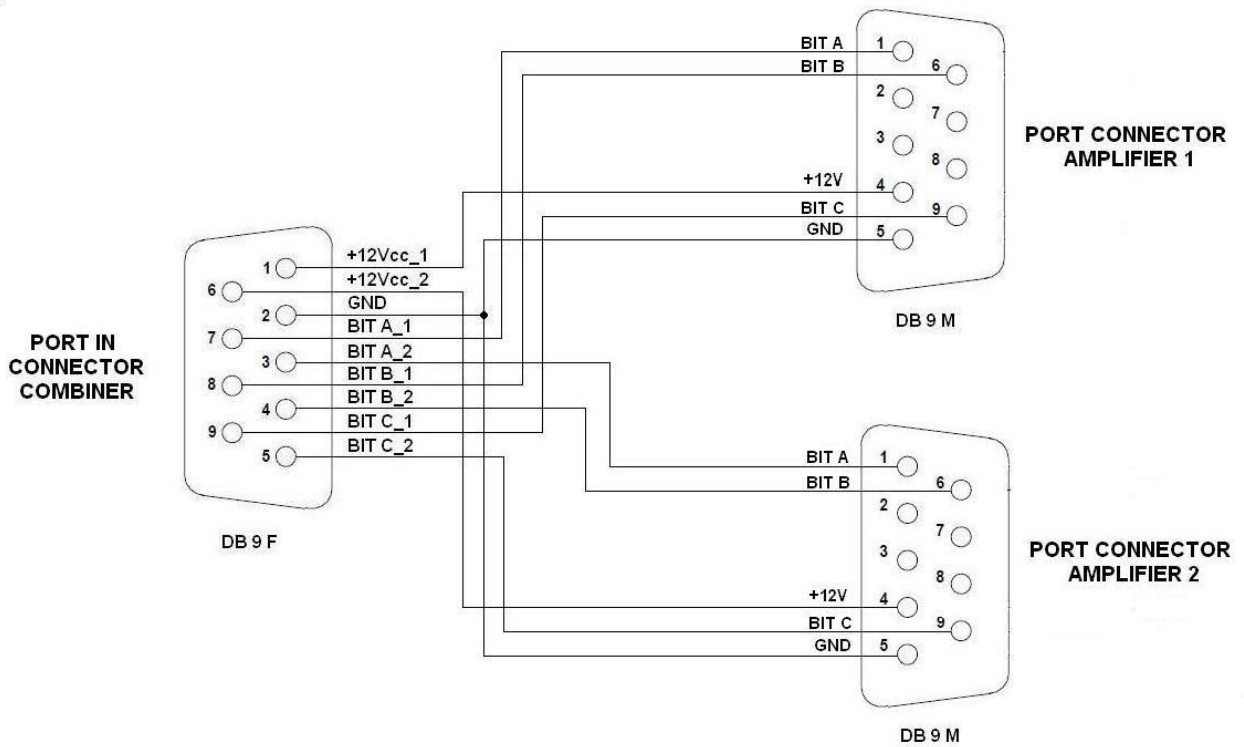 BIT A
1
BIT B
6
2
7
3
8
+12V
4
BIT C
9
GND
5
PORT CONNECTOR
AMPLIFIER 1
DB 9 M
1
+12Vcc_1
6
+12Vcc_2
2
GND
7
BIT A_1
3
BIT A_2
8
BIT B_1
4
BIT B_2
9
BIT C_1
5
BIT C_2
PORT IN
CONNECTOR
COMBINER
DB 9 F
BIT A
1
BIT B
6
2
7
3
8
+12V
4
BIT C
9
GND
5
PORT CONNECTOR
AMPLIFIER 2
DB 9 M